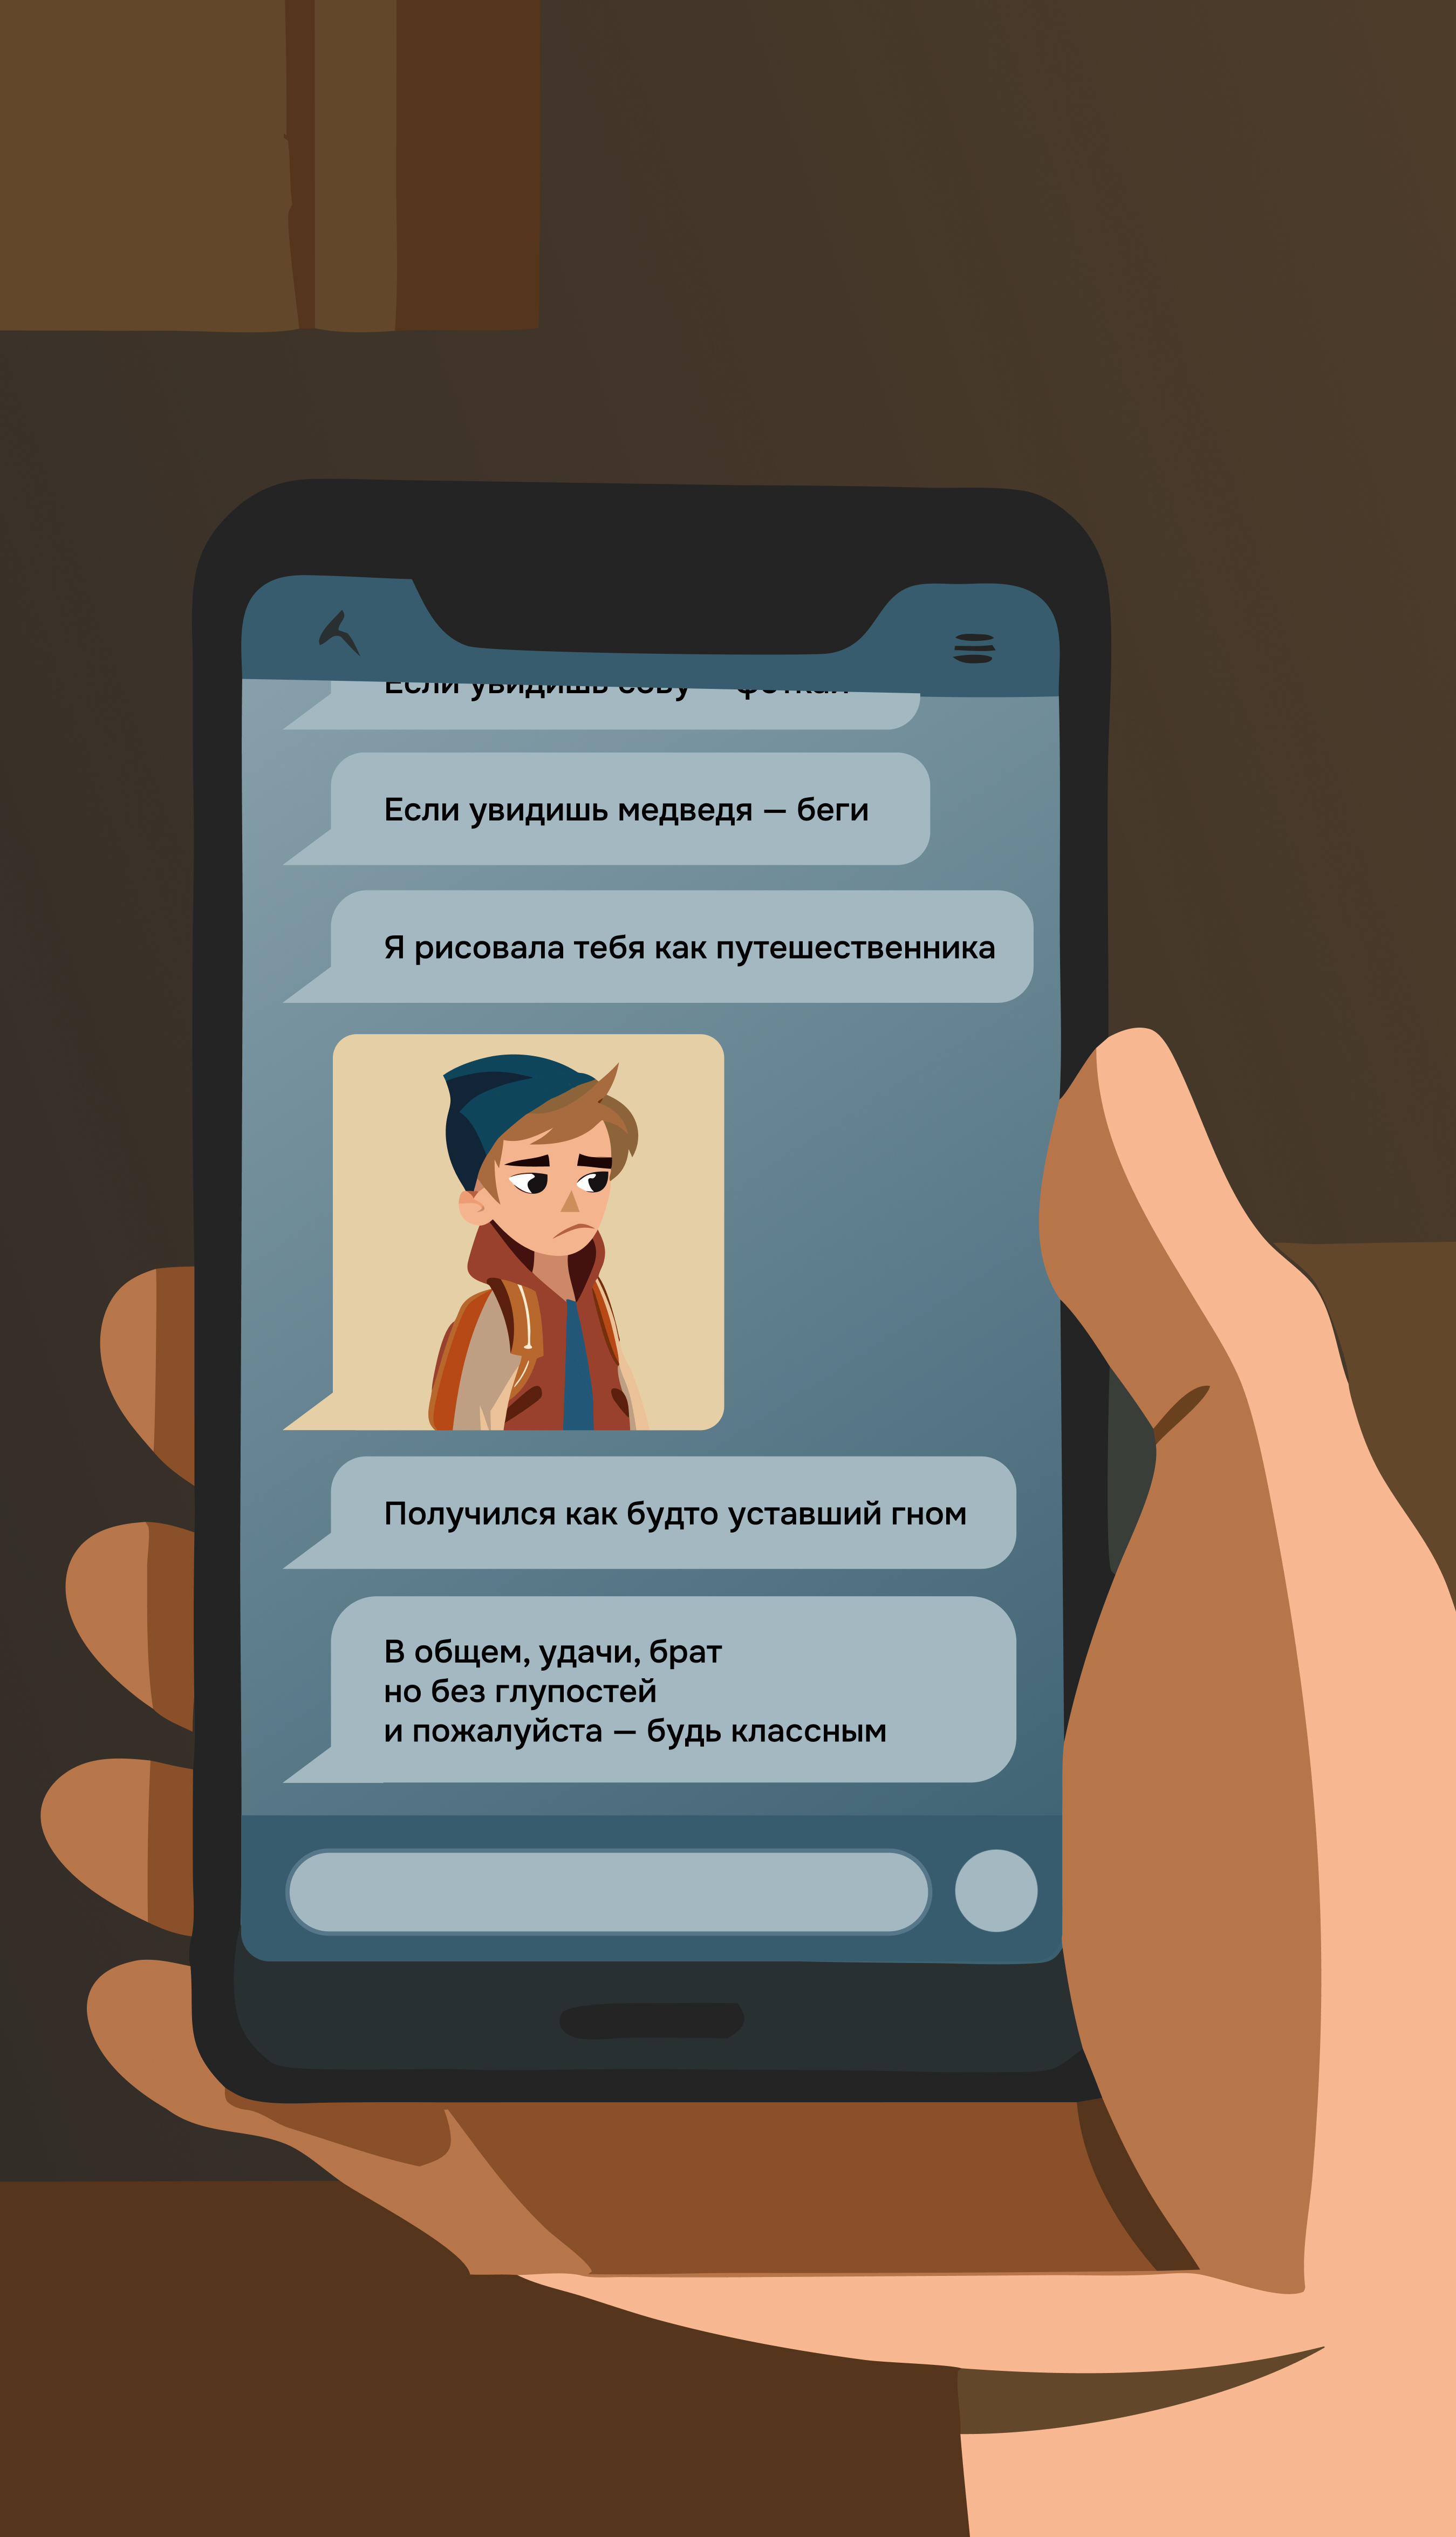 Если увидишь сову — фоткай
Если увидишь медведя — беги
Я рисовала тебя как путешественника
Получился как будто уставший гном
В общем, удачи, брат
но без глупостей
и пожалуйста — будь классным